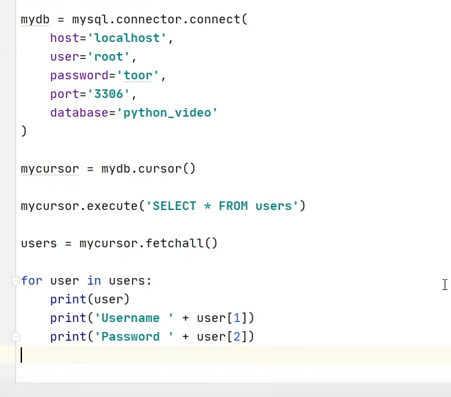 mydb = mysql.connector.connect(
    host='localhost',
    user='root',
    password='toor',
    port='3306',
    database='python_video'
)
mycursor = mydb.cursor()
mycursor.execute('SELECT * FROM users')
users = mycursor.fetchall()
for user in users:
    print(user)
    print('Username ' + user[1])
    print('Password ' + user[2])